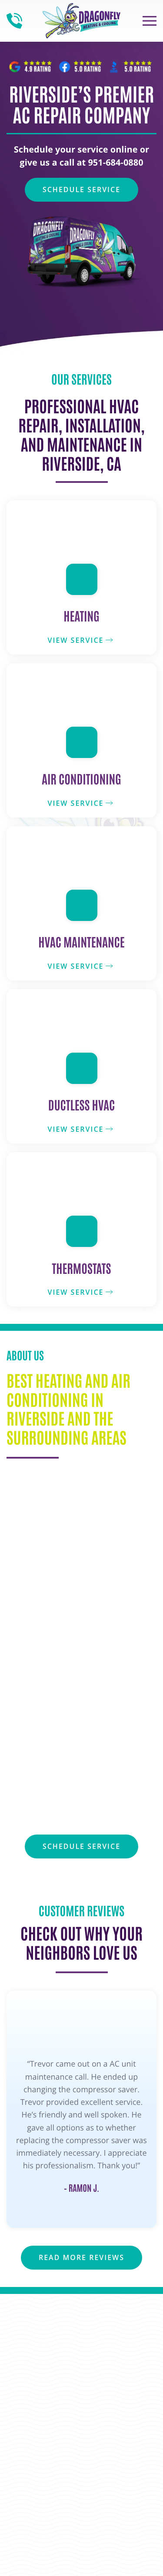 DRAGONFLY
HEATING & COOLING
4.9 RATING
5.0 RATING
5.0 RATING
RIVERSIDE'S PREMIER
AC REPAIR COMPANY
Schedule your service online or
give us a call at 951-684-0880
SCHEDULE SERVICE
DRAGONFLY
OUR SERVICES
PROFESSIONAL HVAC
REPAIR, INSTALLATION,
AND MAINTENANCE IN
RIVERSIDE, CA
HEATING
VIEW SERVICE
AIR CONDITIONING
VIEW SERVICE
HVAC MAINTENANCE
VIEW SERVICE
DUCTLESS HVAC
VIEW SERVICE
THERMOSTATS
VIEW SERVICE
ABOUT US
BEST HEATING AND AIR
CONDITIONING IN
RIVERSIDE AND THE
SURROUNDING AREAS
SCHEDULE SERVICE
CUSTOMER REVIEWS
CHECK OUT WHY YOUR
NEIGHBORS LOVE US
“Trevor came out on a AC unit
maintenance call. He ended up
changing the compressor saver.
Trevor provided excellent service.
He’s friendly and well spoken. He
gave all options as to whether
replacing the compressor saver was
immediately necessary. I appreciate
his professionalism. Thank you!”
- RAMON J.
READ MORE REVIEWS